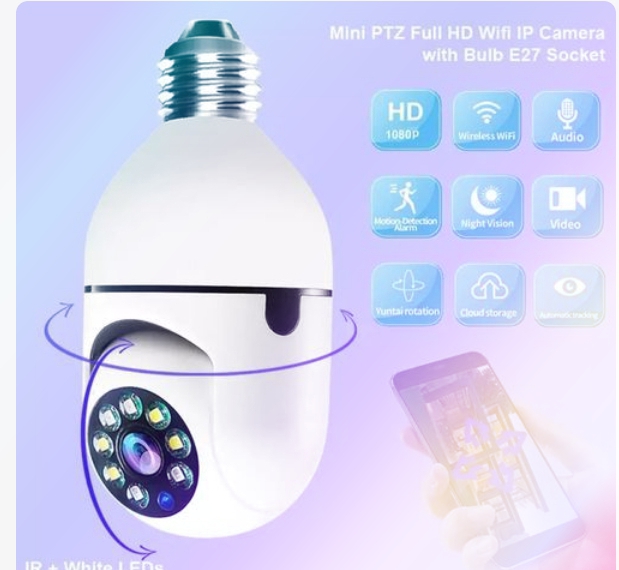 Mini PTZ Full HD Wifi IP Camera
with Bulb E27 Socket
HD
1080P
Wireless WiFi
Audio
Motion-Detection
Alarm
Night Vision
Video
Yuntai rotation
Cloud storage
Automatic tracking
IR + White LEDs